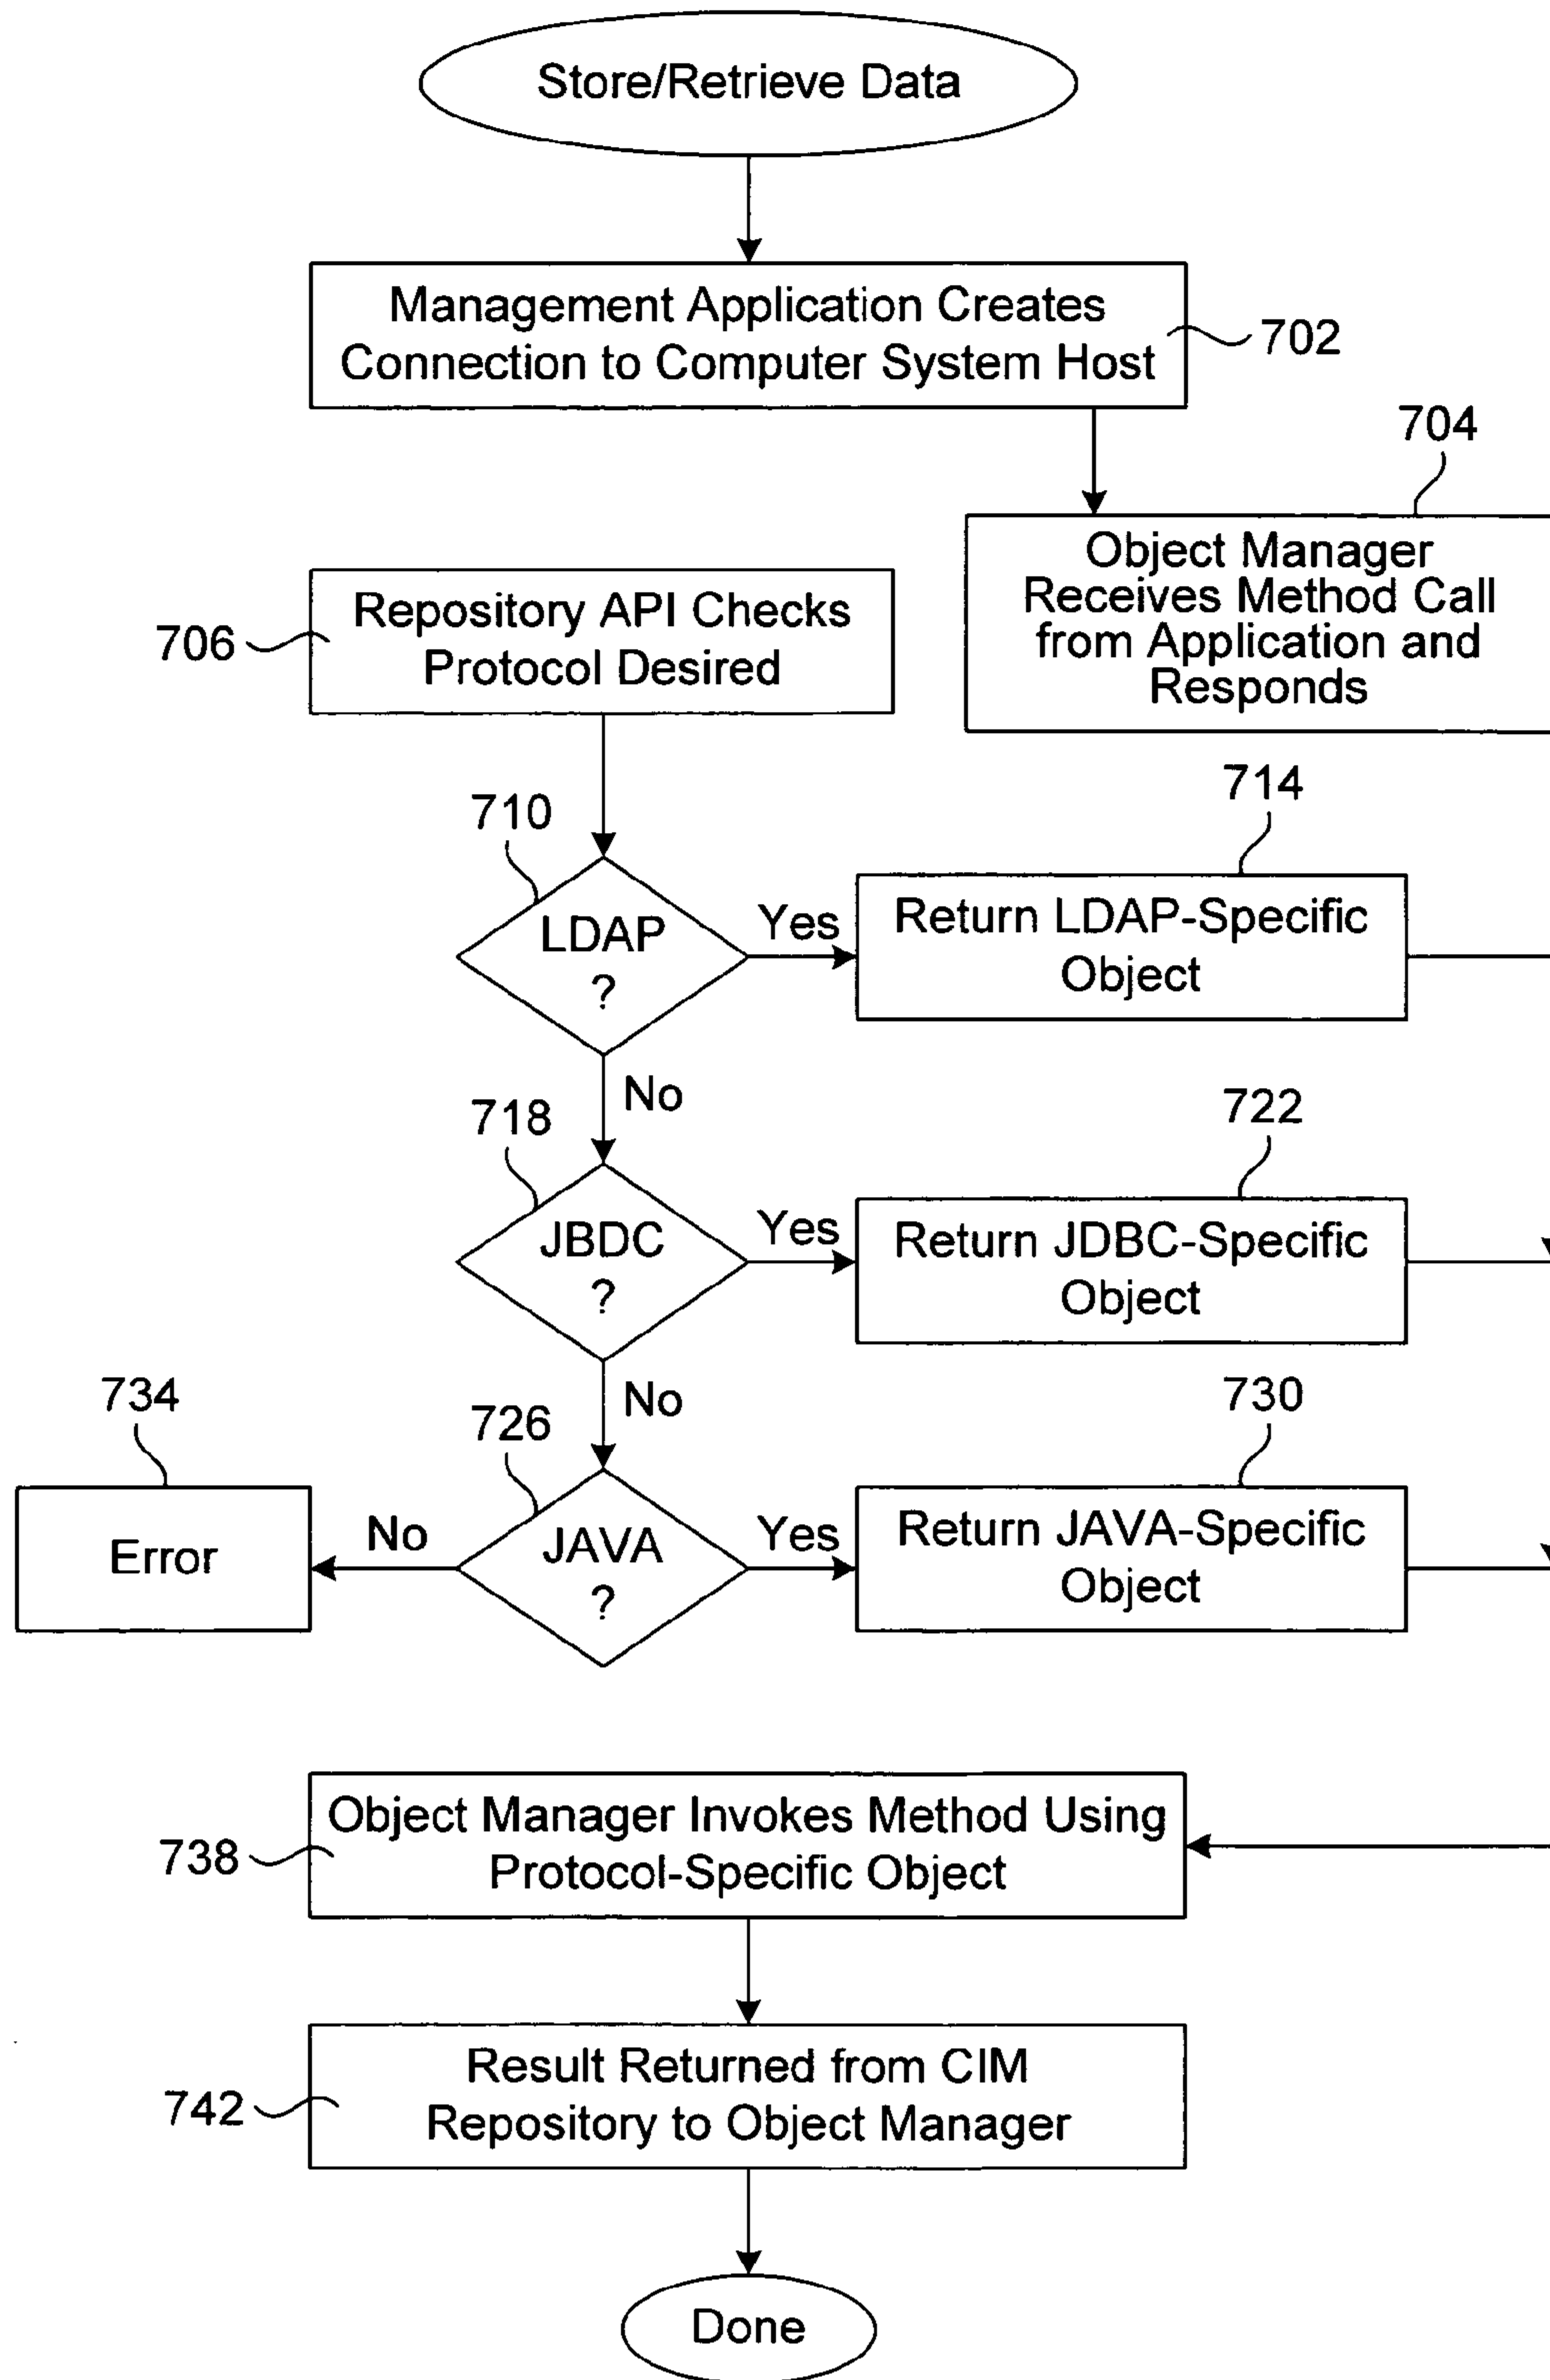 Store/Retrieve Data
Management Application Creates
Connection to Computer System Host
702
704
Object Manager
Receives Method Call
from Application and
Responds
706
Repository API Checks
Protocol Desired
710
LDAP
?
Yes
714
Return LDAP-Specific
Object
No
718
JBDC
?
Yes
722
Return JDBC-Specific
Object
No
726
JAVA
?
Yes
730
Return JAVA-Specific
Object
No
734
Error
738
Object Manager Invokes Method Using
Protocol-Specific Object
742
Result Returned from CIM
Repository to Object Manager
Done